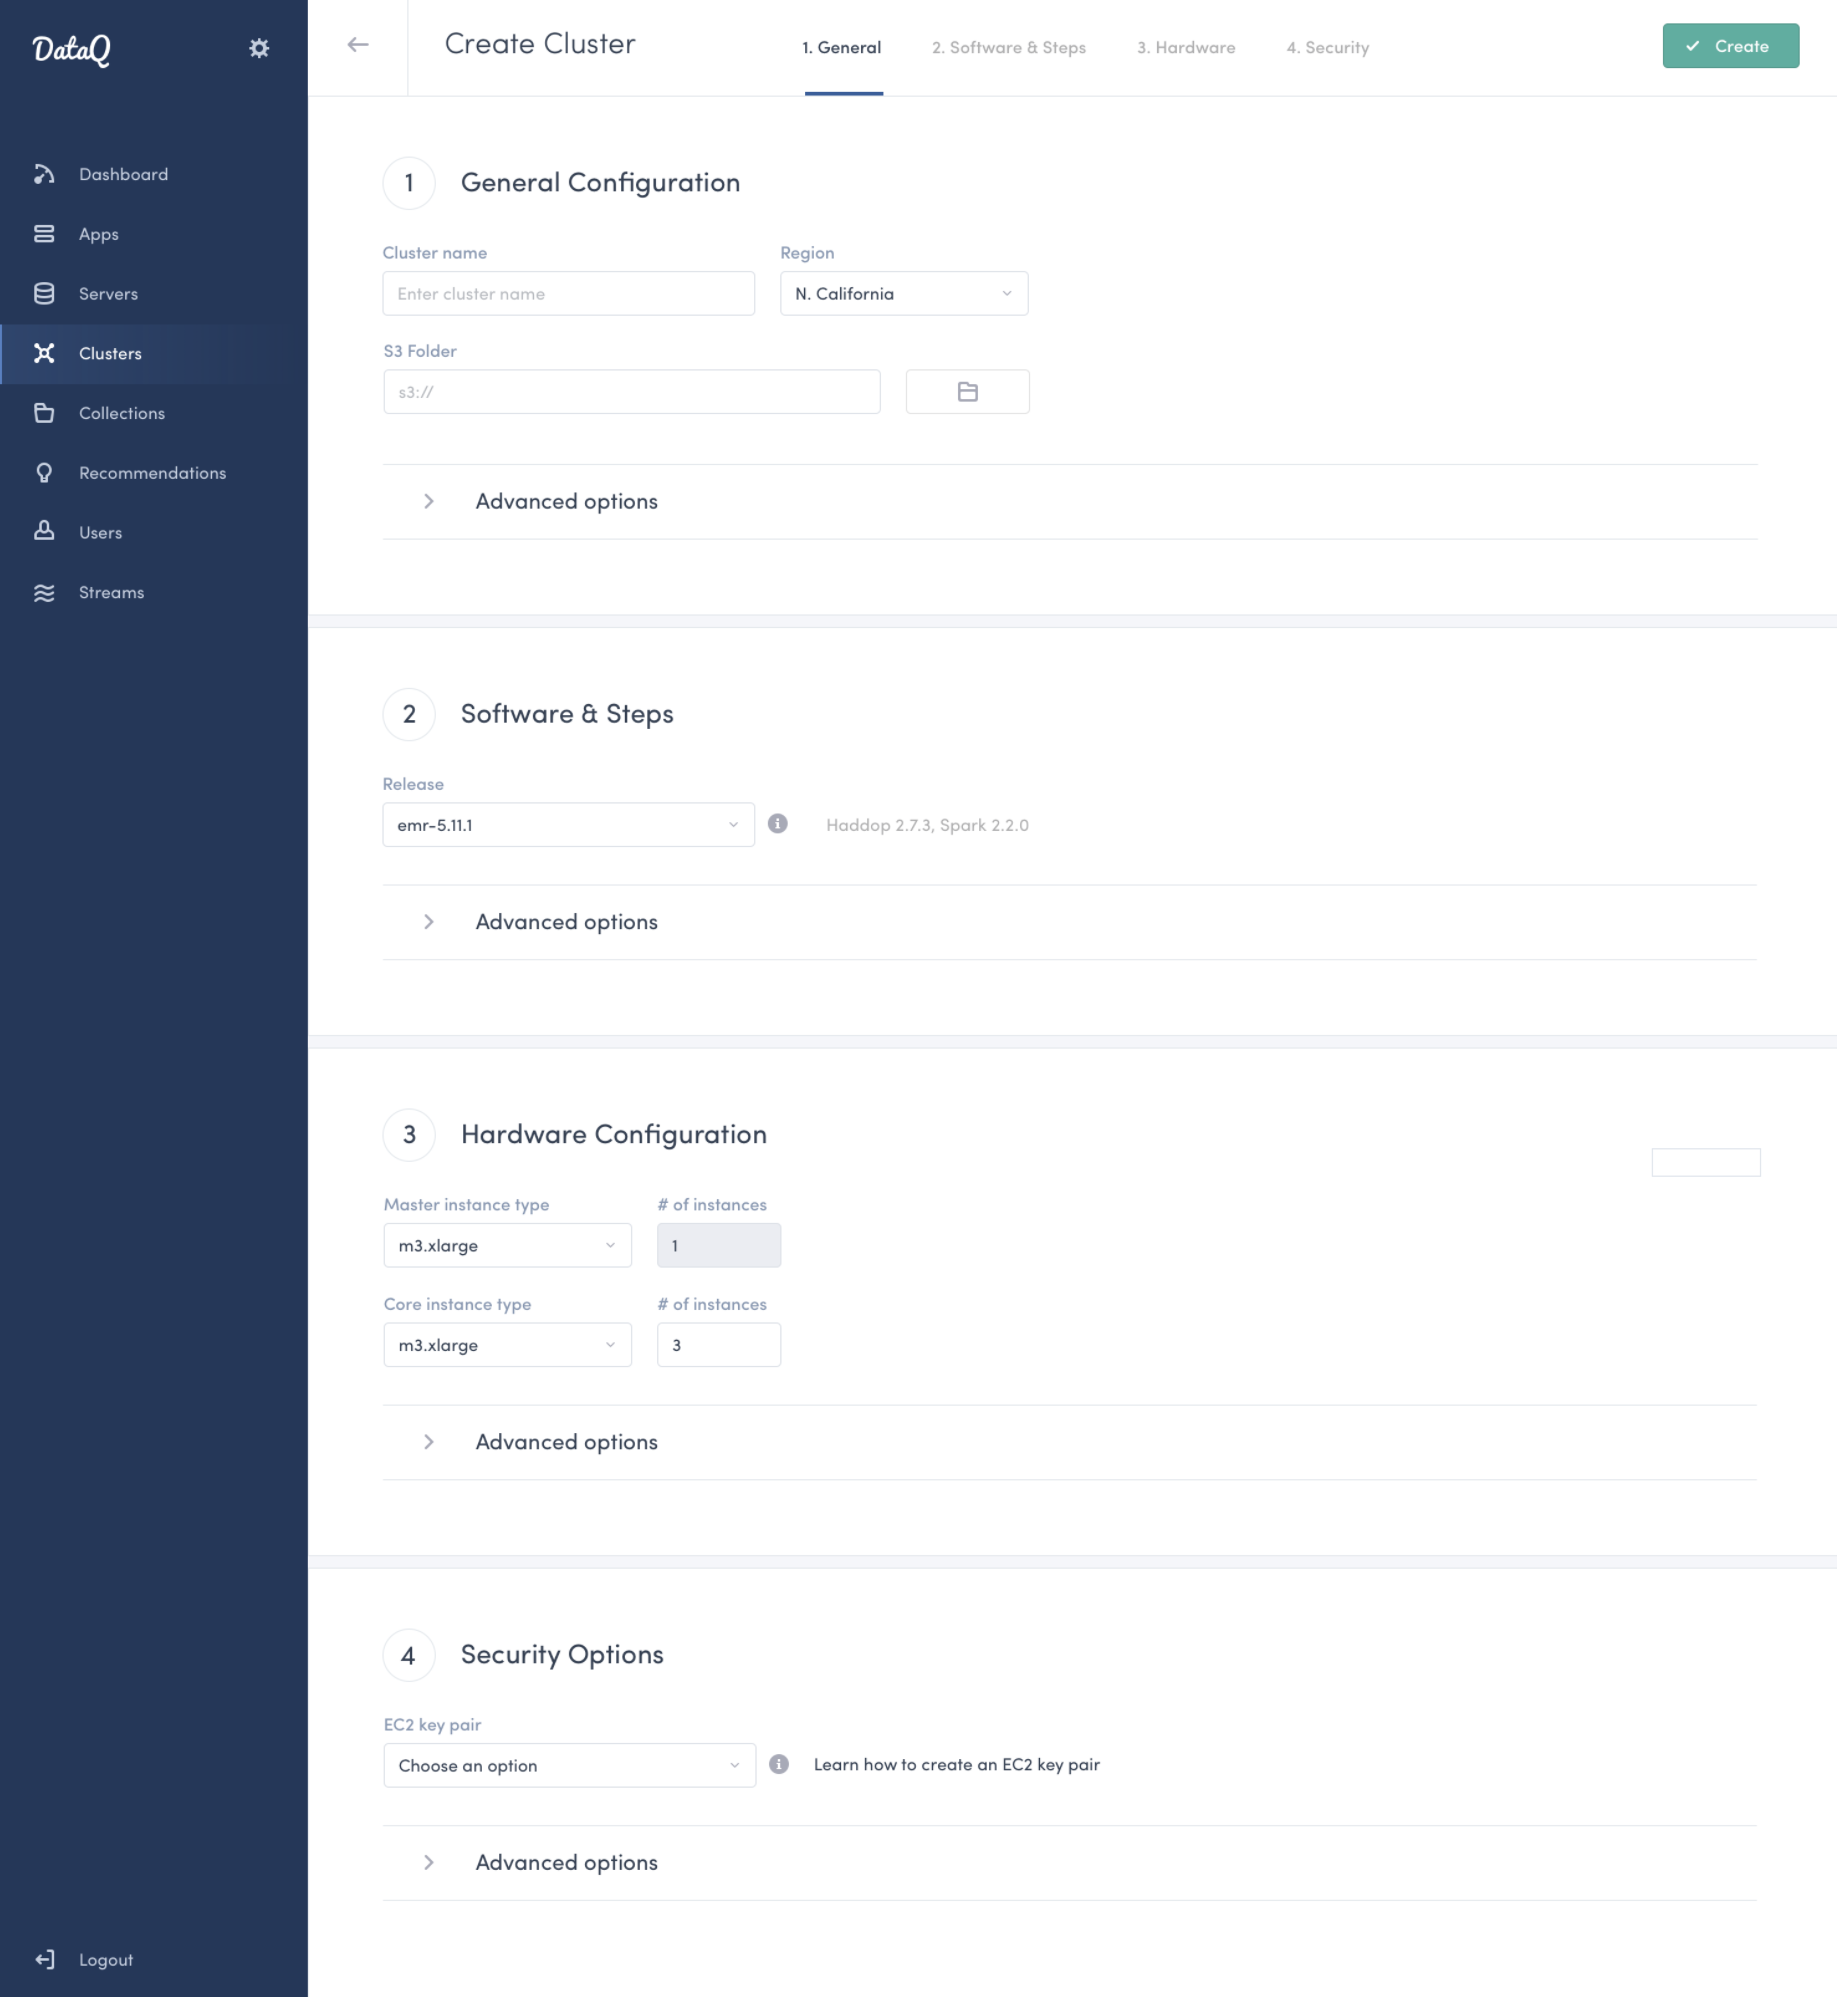 DataQ
Dashboard
Apps
Servers
Clusters
Collections
Recommendations
Users
Streams
Logout
Create Cluster
1. General
2. Software & Steps
3. Hardware
4. Security
Create
1 General Configuration
Cluster name
Region
Enter cluster name
N. California
S3 Folder
s3://
Advanced options
2 Software & Steps
Release
emr-5.11.1
Haddop 2.7.3, Spark 2.2.0
Advanced options
3 Hardware Configuration
Master instance type
# of instances
m3.xlarge
1
Core instance type
# of instances
m3.xlarge
3
Advanced options
4 Security Options
EC2 key pair
Choose an option
Learn how to create an EC2 key pair
Advanced options